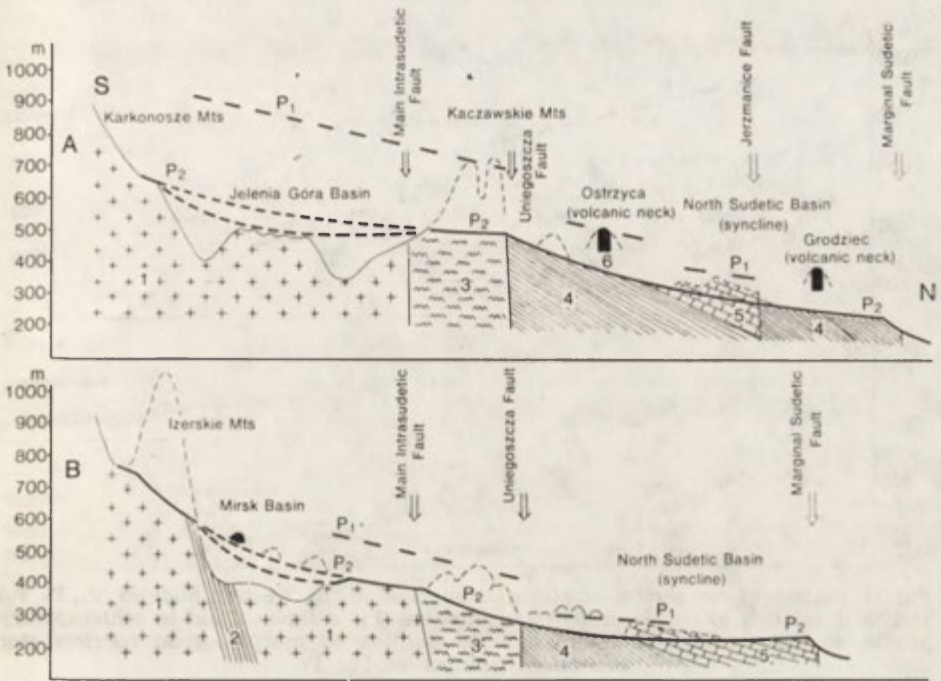 m
1000
900
800
700
600
500
400
300
200
A
S
N
Karkonosze Mts
P2
P1
Jelenia Góra Basin
Main Intrasudetic
Fault
Kaczawskie Mts
Uniegoszcza
Fault
P2
Ostrzyca
(volcanic neck)
Jerzmanice Fault
North Sudetic Basin
(syncline)
P1
Marginal Sudetic
Fault
Grodziec
(volcanic neck)
P2
1
3
4
6
5
4
m
1000
900
800
700
600
500
400
300
200
B
Izerskie Mts
Mirsk Basin
P1
P2
Main Intrasudetic
Fault
Uniegoszcza Fault
P2
North Sudetic Basin
(syncline)
P1
Marginal Sudetic
Fault
P2
1
2
1
3
4
5